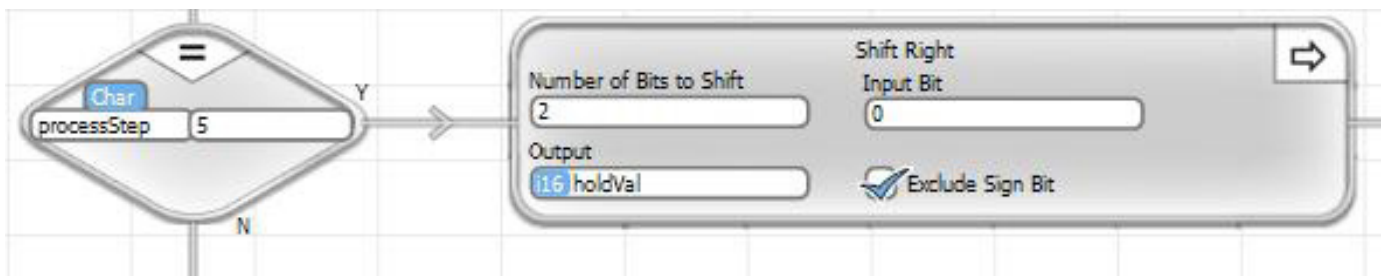 =
Char
processStep 5
Y
N
Shift Right
Number of Bits to Shift Input Bit
2 0
Output
i16 holdVal Exclude Sign Bit